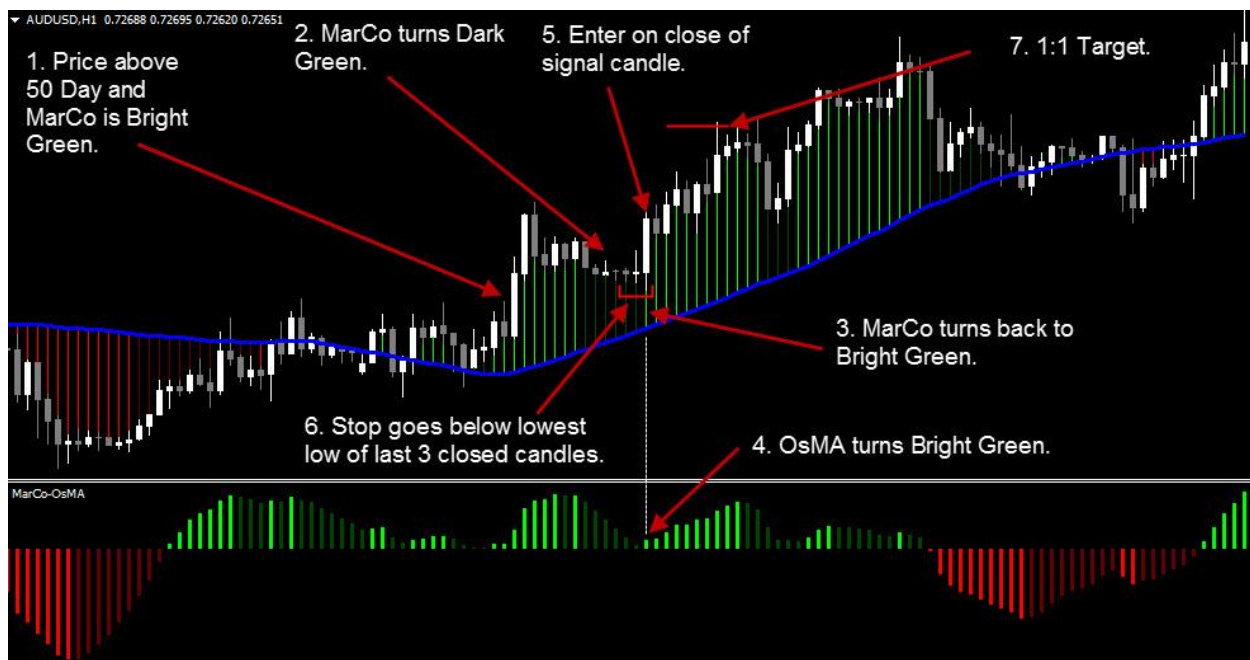 AUDUSD,H1 0.72688 0.72695 0.72620 0.72651
1. Price above
50 Day and
MarCo is Bright
Green.
2. MarCo turns Dark
Green.
5. Enter on close of
signal candle.
7. 1:1 Target.
3. MarCo turns back to
Bright Green.
6. Stop goes below lowest
low of last 3 closed candles.
4. OsMA turns Bright Green.
MarCo-OsMA